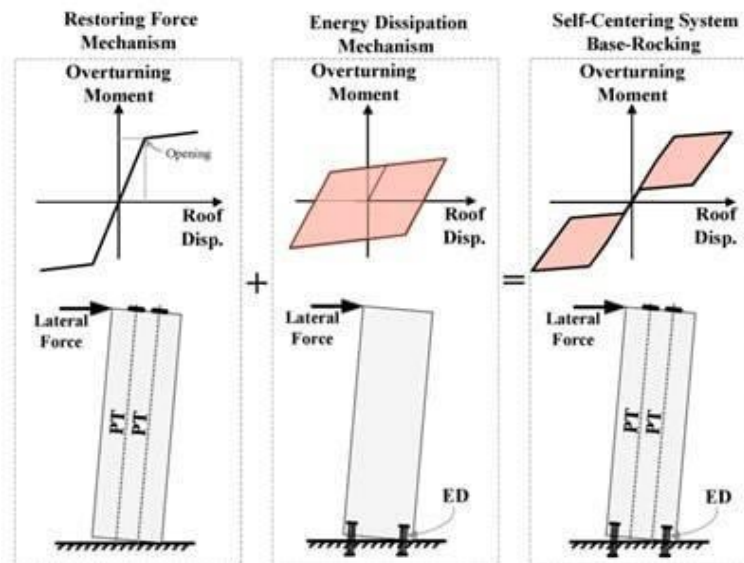 Restoring Force
Mechanism
Overturning
Moment
Opening
Roof
Disp.
Lateral
Force
PT
PT
+
Energy Dissipation
Mechanism
Overturning
Moment
Roof
Disp.
Lateral
Force
ED
=
Self-Centering System
Base-Rocking
Overturning
Moment
Roof
Disp.
Lateral
Force
PT
PT
ED